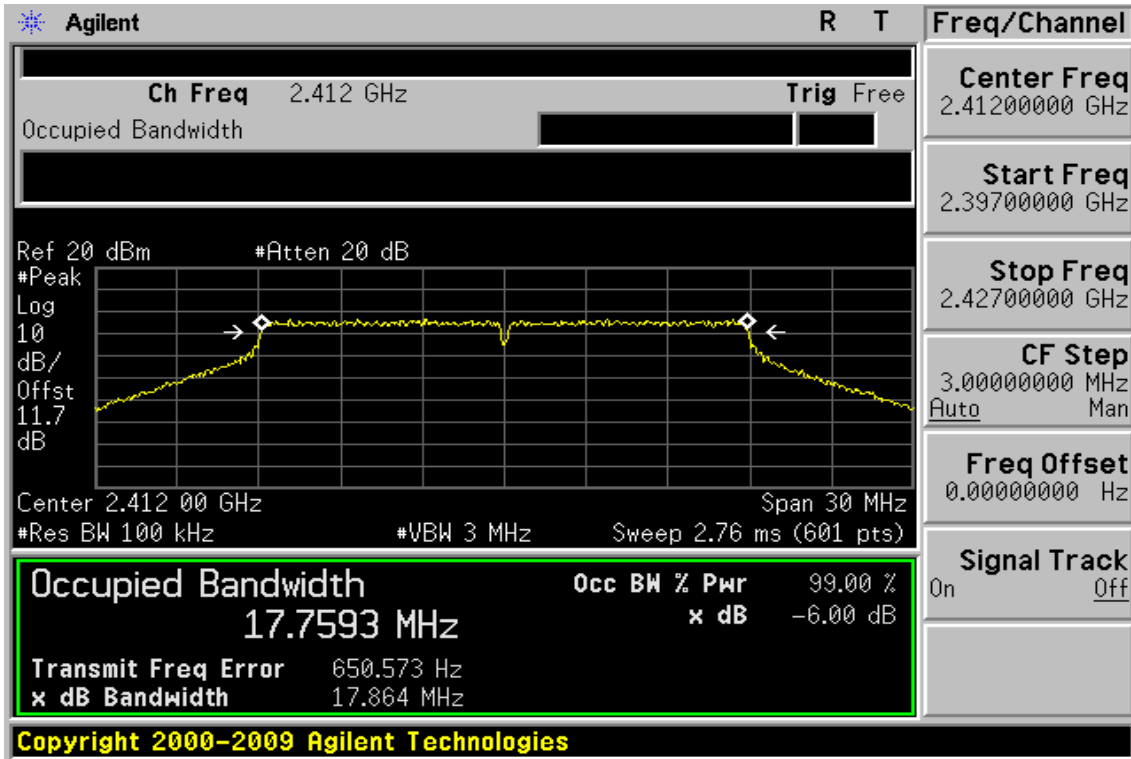 Agilent R T
Ch Freq 2.412 GHz Trig Free
Occupied Bandwidth
Ref 20 dBm #Atten 20 dB
#Peak
Log
10
dB/
Offst
11.7
dB
Center 2.412 00 GHz Span 30 MHz
#Res BW 100 kHz #VBW 3 MHz Sweep 2.76 ms (601 pts)
Occupied Bandwidth
17.7593 MHz
Occ BW % Pwr 99.00 %
x dB -6.00 dB
Transmit Freq Error 650.573 Hz
x dB Bandwidth 17.864 MHz
Copyright 2000-2009 Agilent Technologies
Freq/Channel
Center Freq
2.41200000 GHz
Start Freq
2.39700000 GHz
Stop Freq
2.42700000 GHz
CF Step
3.00000000 MHz
Auto Man
Freq Offset
0.00000000 Hz
Signal Track
On Off